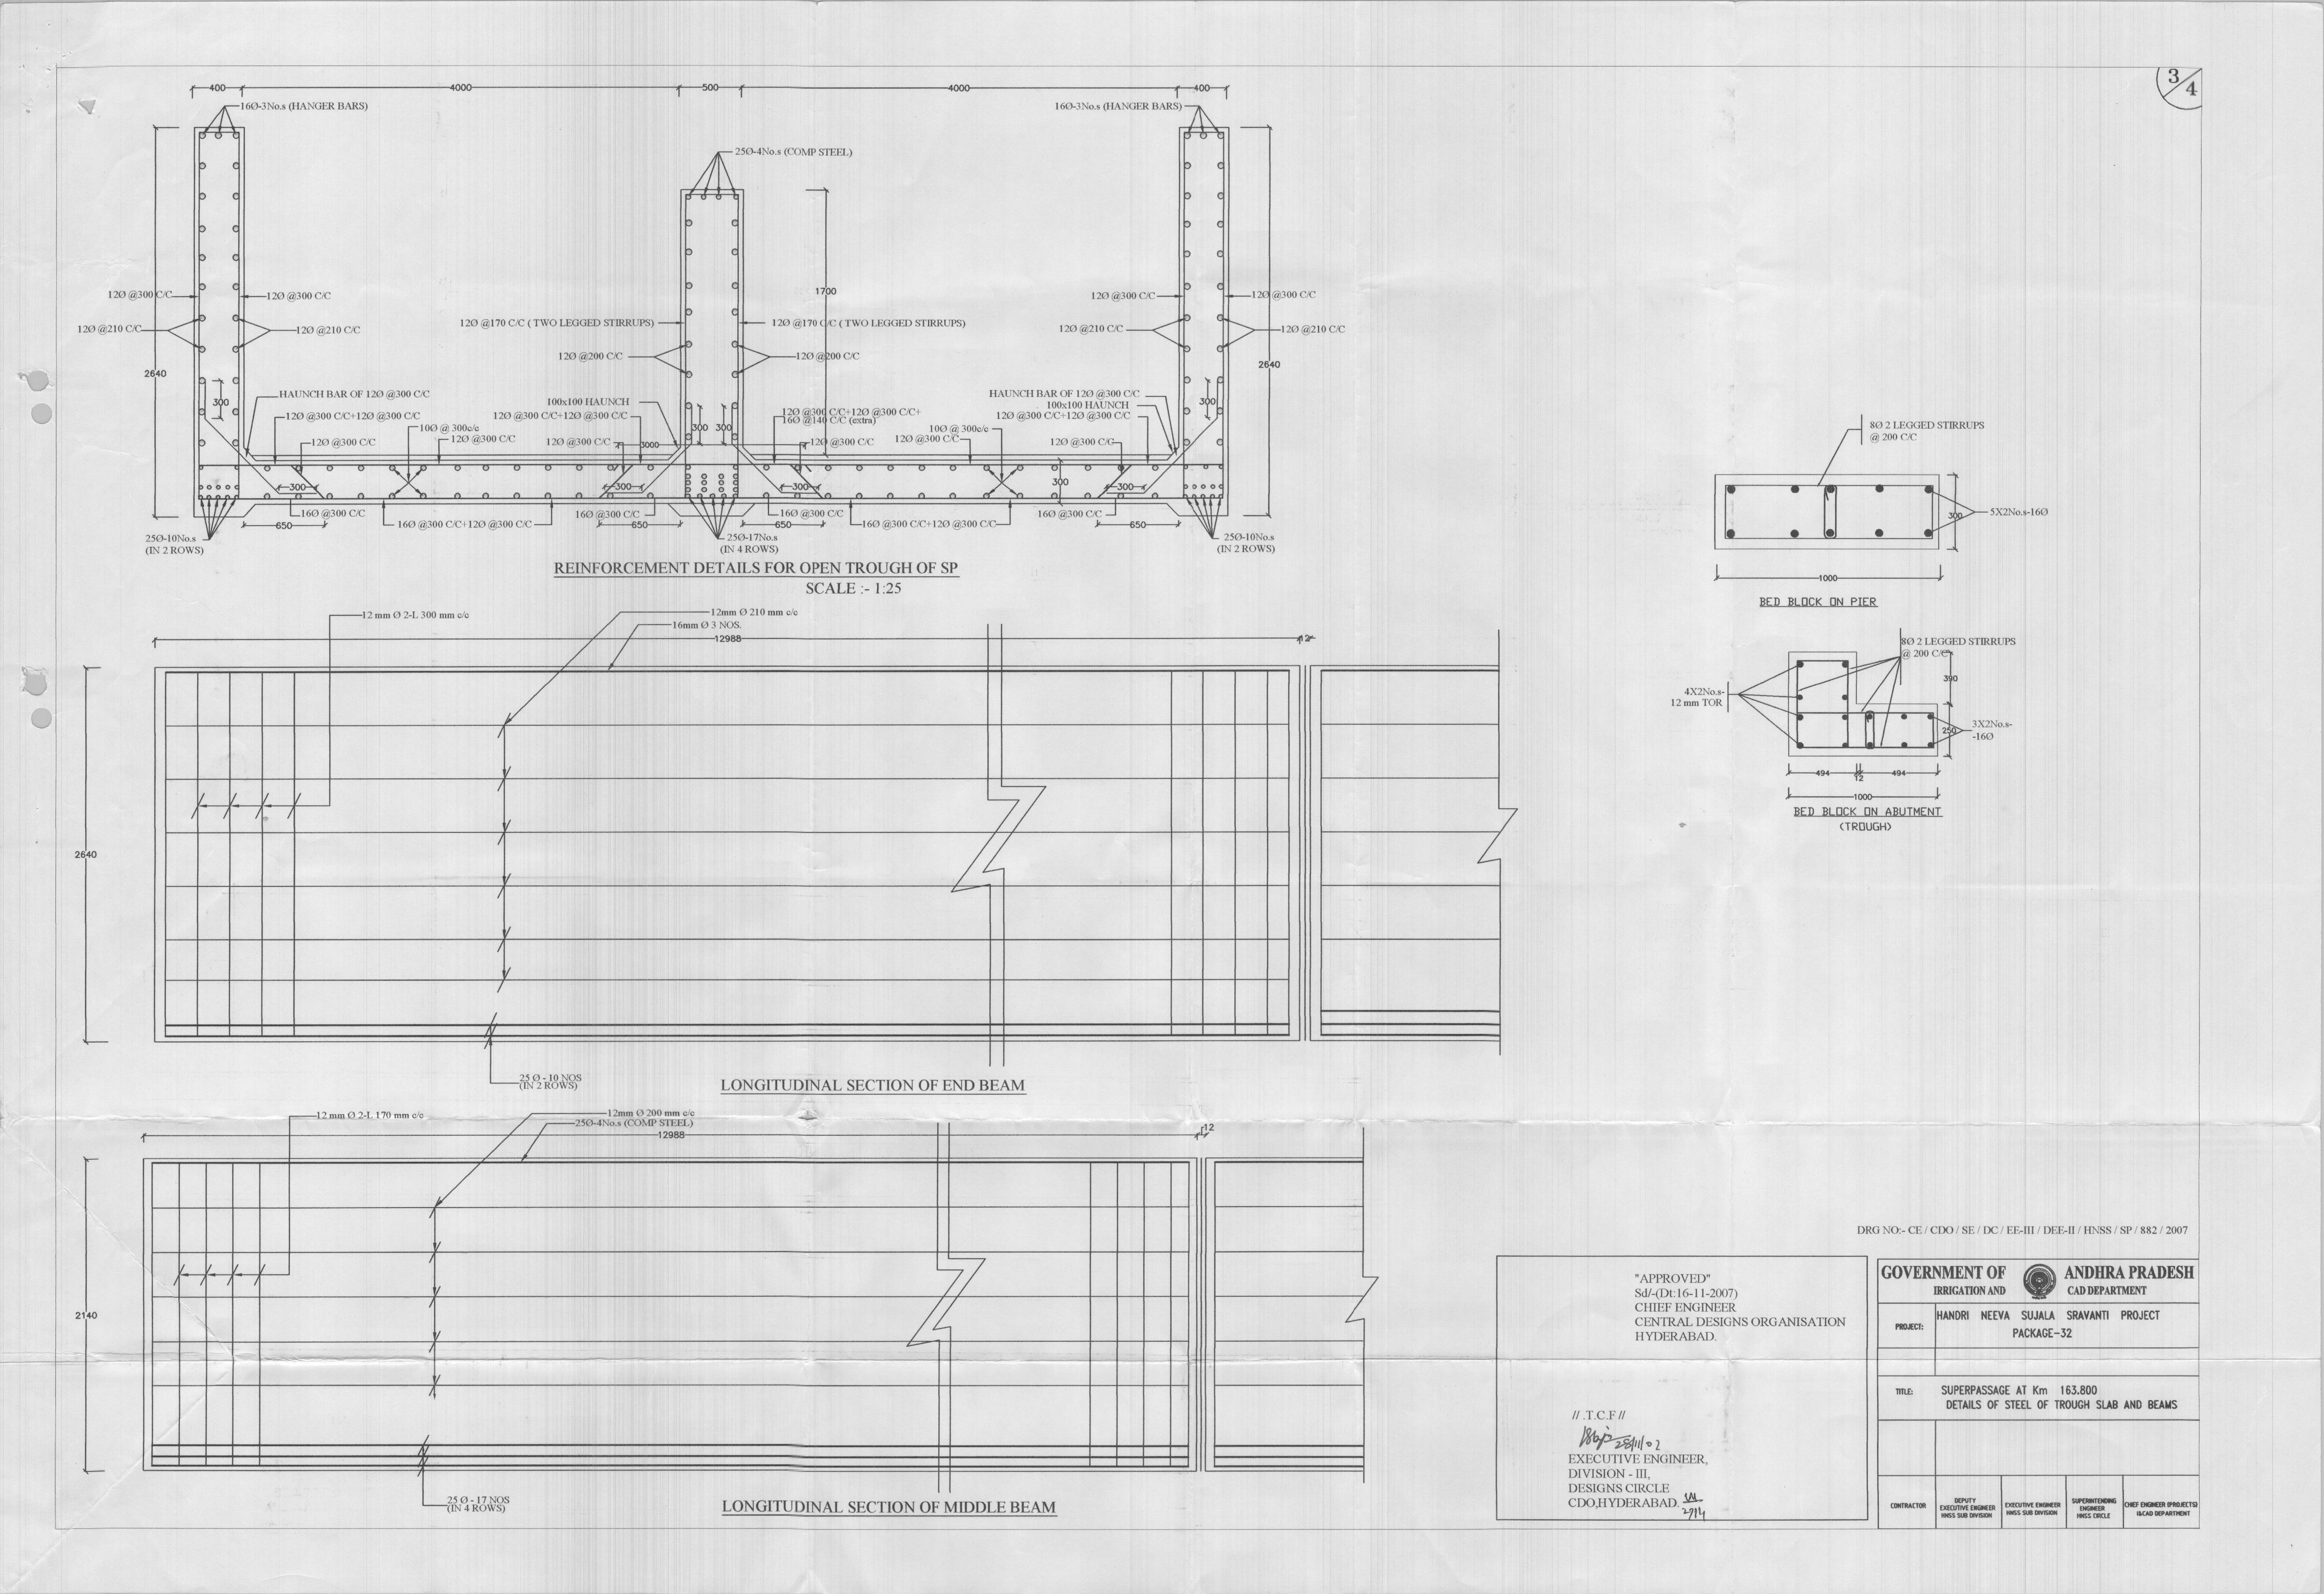 3/4
400 4000 500 4000 400
16Ø-3No.s (HANGER BARS)
16Ø-3No.s (HANGER BARS)
25Ø-4No.s (COMP STEEL)
12Ø @300 C/C
12Ø @300 C/C
1700
12Ø @300 C/C
12Ø @300 C/C
12Ø @210 C/C
12Ø @210 C/C
12Ø @170 C/C ( TWO LEGGED STIRRUPS)
12Ø @170 C/C ( TWO LEGGED STIRRUPS)
12Ø @210 C/C
12Ø @210 C/C
12Ø @200 C/C
12Ø @200 C/C
2640
2640
HAUNCH BAR OF 12Ø @300 C/C
HAUNCH BAR OF 12Ø @300 C/C
300
100x100 HAUNCH
100x100 HAUNCH
300
12Ø @300 C/C+12Ø @300 C/C
12Ø @300 C/C+12Ø @300 C/C
12Ø @300 C/C+12Ø @300 C/C+
16Ø @140 C/C (extra)
12Ø @300 C/C+12Ø @300 C/C
10Ø @ 300c/c
300 300
10Ø @ 300c/c
12Ø @300 C/C
12Ø @300 C/C
12Ø @300 C/C
3000
12Ø @300 C/C
12Ø @300 C/C
12Ø @300 C/C
300 300 300 300 300
16Ø @300 C/C
16Ø @300 C/C
16Ø @300 C/C
16Ø @300 C/C
650
16Ø @300 C/C+12Ø @300 C/C
650
650
16Ø @300 C/C+12Ø @300 C/C
650
25Ø-10No.s
(IN 2 ROWS)
25Ø-17No.s
(IN 4 ROWS)
25Ø-10No.s
(IN 2 ROWS)
REINFORCEMENT DETAILS FOR OPEN TROUGH OF SP
SCALE :- 1:25
8Ø 2 LEGGED STIRRUPS
@ 200 C/C
300
5X2No.s-16Ø
1000
BED BLOCK ON PIER
8Ø 2 LEGGED STIRRUPS
@ 200 C/C
390
4X2No.s-
12 mm TOR
3X2No.s-
-16Ø
250
494 12 494
1000
BED BLOCK ON ABUTMENT
(TROUGH)
12 mm Ø 2-L 300 mm c/c
12mm Ø 210 mm c/c
16mm Ø 3 NOS.
12988 12
2640
25 Ø - 10 NOS
(IN 2 ROWS)
LONGITUDINAL SECTION OF END BEAM
12 mm Ø 2-L 170 mm c/c
12mm Ø 200 mm c/c
25Ø-4No.s (COMP STEEL)
12988 12
2140
25 Ø - 17 NOS
(IN 4 ROWS)
LONGITUDINAL SECTION OF MIDDLE BEAM
"APPROVED"
Sd/-(Dt:16-11-2007)
CHIEF ENGINEER
CENTRAL DESIGNS ORGANISATION
HYDERABAD.
// .T.C.F //
EXECUTIVE ENGINEER,
DIVISION - III,
DESIGNS CIRCLE
CDO,HYDERABAD.
DRG NO:- CE / CDO / SE / DC / EE-III / DEE-II / HNSS / SP / 882 / 2007
GOVERNMENT OF ANDHRA PRADESH
IRRIGATION AND CAD DEPARTMENT
PROJECT: HANDRI NEEVA SUJALA SRAVANTI PROJECT
PACKAGE-32
TITLE: SUPERPASSAGE AT Km 163.800
DETAILS OF STEEL OF TROUGH SLAB AND BEAMS
CONTRACTOR
DEPUTY
EXECUTIVE ENGINEER
HNSS SUB DIVISION
EXECUTIVE ENGINEER
HNSS SUB DIVISION
SUPERINTENDING
ENGINEER
HNSS CIRCLE
CHIEF ENGINEER (PROJECTS)
I&CAD DEPARTMENT